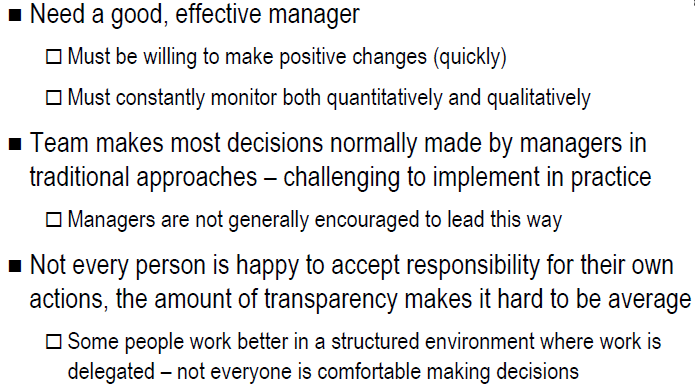 ■ Need a good, effective manager
□ Must be willing to make positive changes (quickly)
□ Must constantly monitor both quantitatively and qualitatively
■ Team makes most decisions normally made by managers in
traditional approaches – challenging to implement in practice
□ Managers are not generally encouraged to lead this way
■ Not every person is happy to accept responsibility for their own
actions, the amount of transparency makes it hard to be average
□ Some people work better in a structured environment where work is
delegated – not everyone is comfortable making decisions